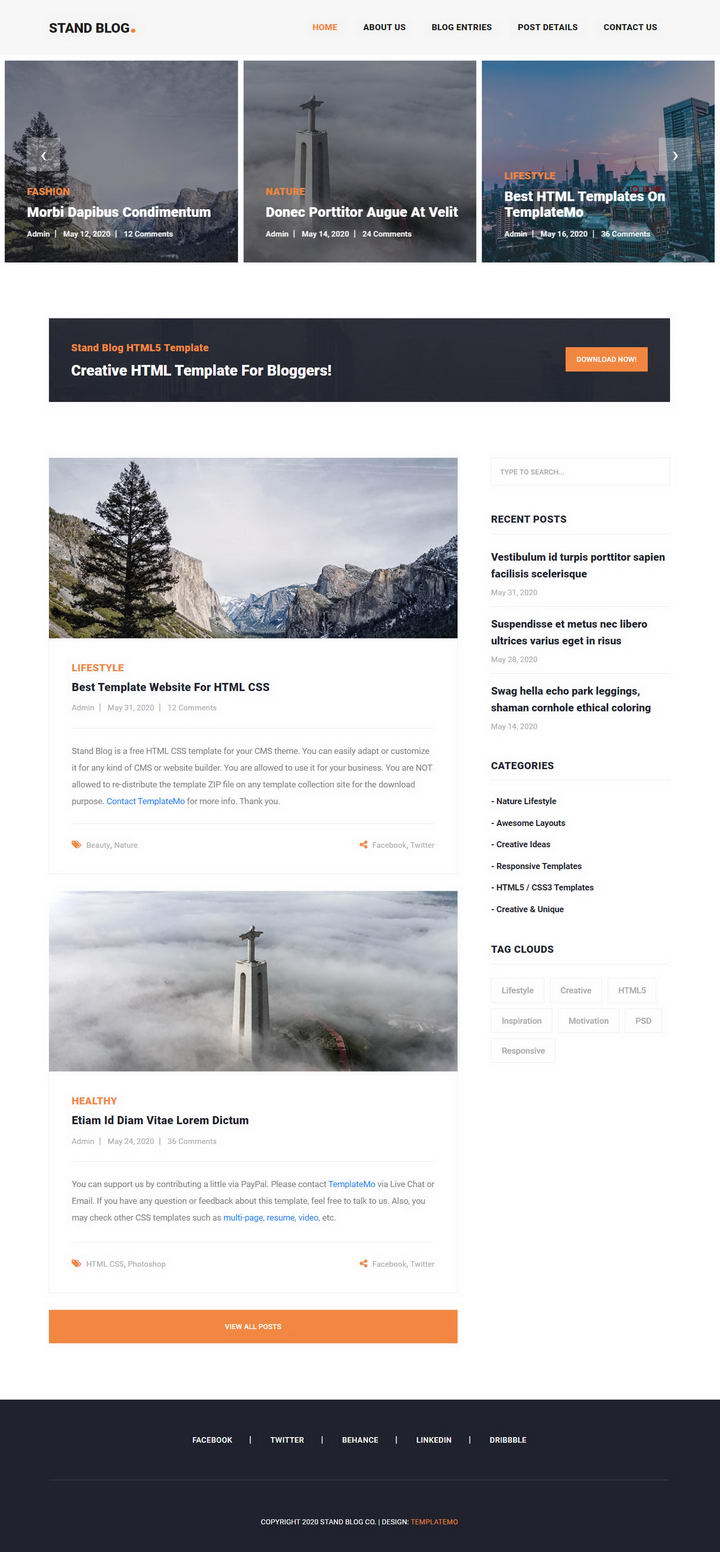 STAND BLOG.
HOME ABOUT US BLOG ENTRIES POST DETAILS CONTACT US
FASHION
Morbi Dapibus Condimentum
Admin | May 12, 2020 | 12 Comments
NATURE
Donec Porttitor Augue At Velit
Admin | May 14, 2020 | 24 Comments
LIFESTYLE
Best HTML Templates On
TemplateMo
Admin | May 16, 2020 | 36 Comments
Stand Blog HTML5 Template
Creative HTML Template For Bloggers!
DOWNLOAD NOW!
LIFESTYLE
Best Template Website For HTML CSS
Admin | May 31, 2020 | 12 Comments
Stand Blog is a free HTML CSS template for your CMS theme. You can easily adapt or customize
it for any kind of CMS or website builder. You are allowed to use it for your business. You are NOT
allowed to re-distribute the template ZIP file on any template collection site for the download
purpose. Contact TemplateMo for more info. Thank you.
Beauty, Nature
Facebook, Twitter
HEALTHY
Etiam Id Diam Vitae Lorem Dictum
Admin | May 24, 2020 | 36 Comments
You can support us by contributing a little via PayPal. Please contact TemplateMo via Live Chat or
Email. If you have any question or feedback about this template, feel free to talk to us. Also, you
may check other CSS templates such as multi-page, resume, video, etc.
HTML CSS, Photoshop
Facebook, Twitter
VIEW ALL POSTS
TYPE TO SEARCH...
RECENT POSTS
Vestibulum id turpis porttitor sapien
facilisis scelerisque
May 31, 2020
Suspendisse et metus nec libero
ultrices varius eget in risus
May 28, 2020
Swag hella echo park leggings,
shaman cornhole ethical coloring
May 14, 2020
CATEGORIES
- Nature Lifestyle
- Awesome Layouts
- Creative Ideas
- Responsive Templates
- HTML5 / CSS3 Templates
- Creative & Unique
TAG CLOUDS
Lifestyle Creative HTML5
Inspiration Motivation PSD
Responsive
FACEBOOK | TWITTER | BEHANCE | LINKEDIN | DRIBBBLE
COPYRIGHT 2020 STAND BLOG CO. | DESIGN: TEMPLATEMO